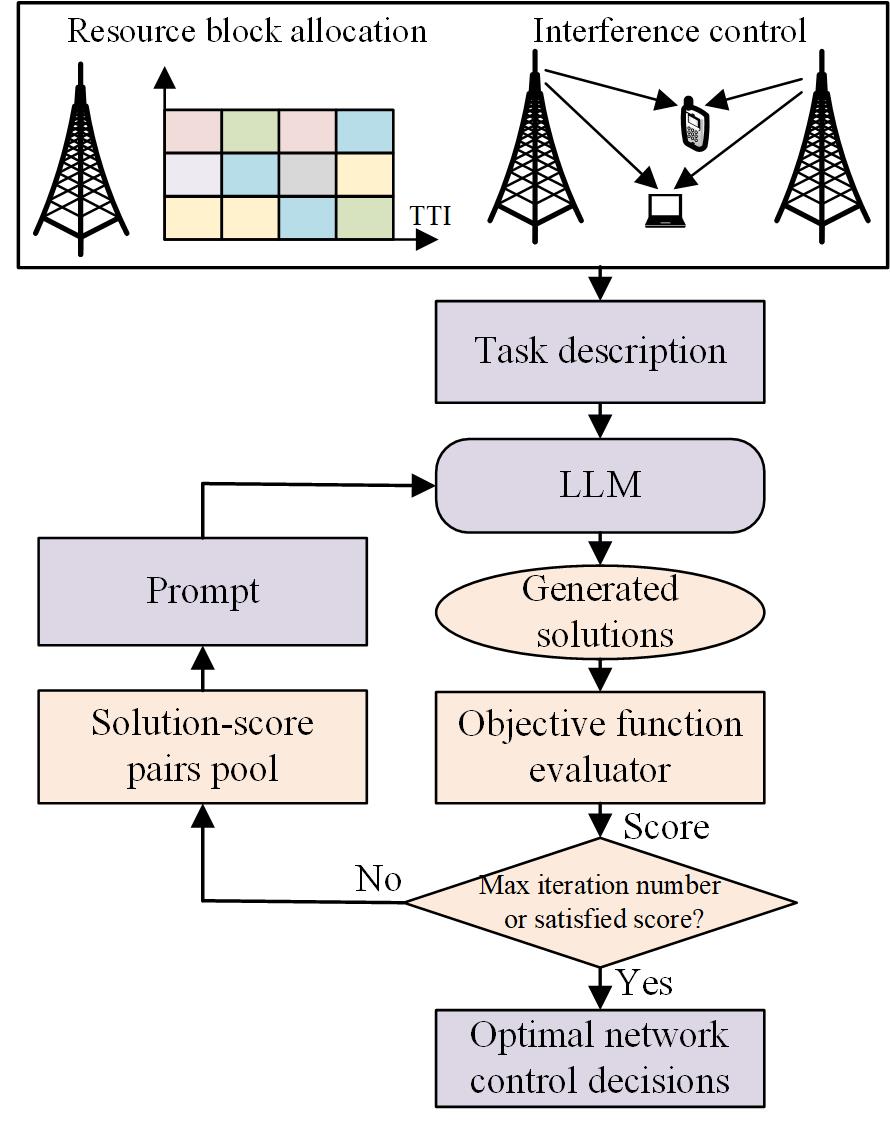 Resource block allocation
Interference control
TTI
Task description
LLM
Prompt
Generated
solutions
Solution-score
pairs pool
Objective function
evaluator
Score
No
Max iteration number
or satisfied score?
Yes
Optimal network
control decisions